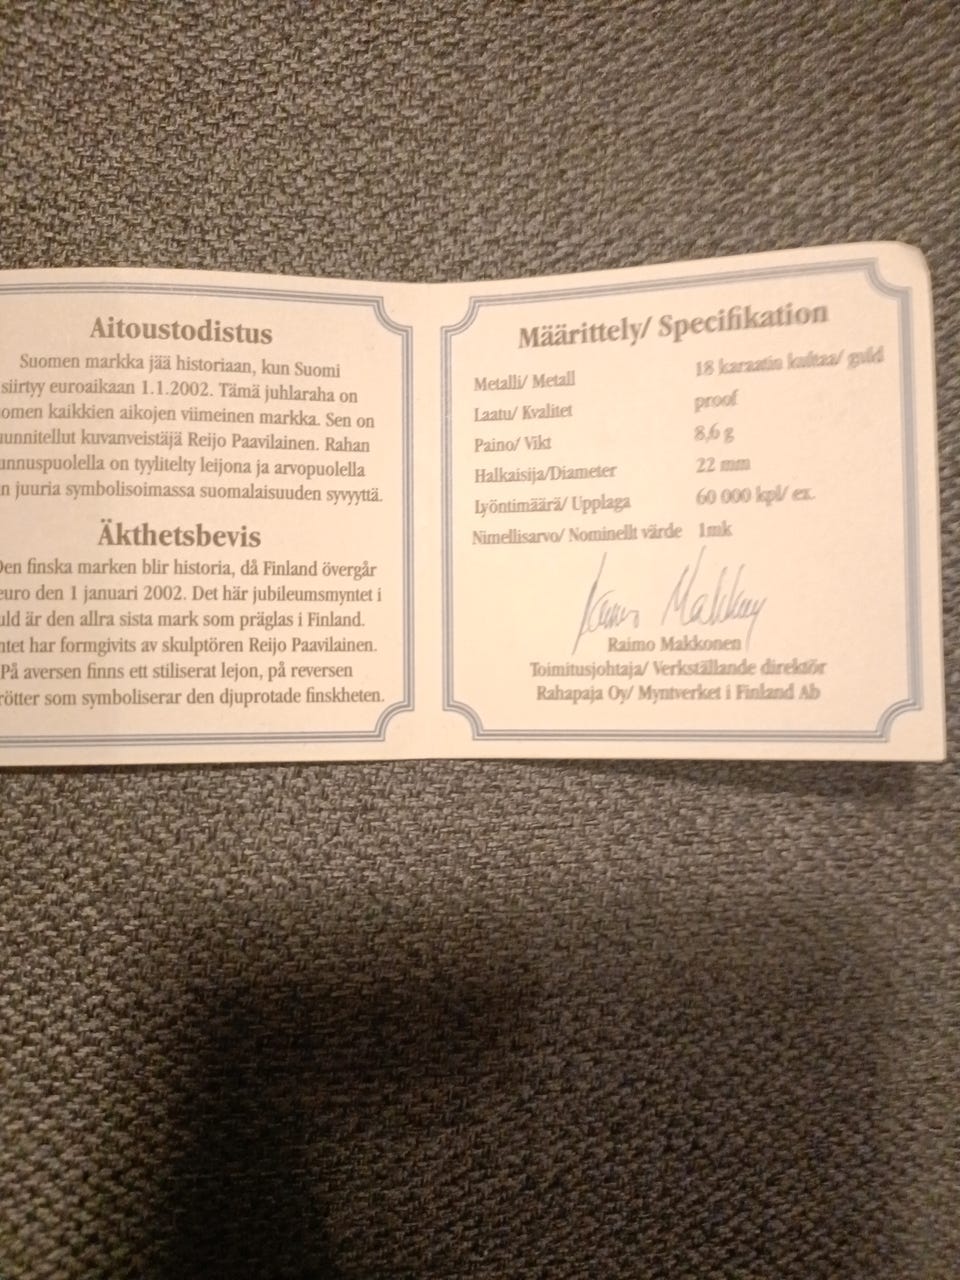 Aitoustodistus
Suomen markka jää historiaan, kun Suomi
siirtyy euroaikaan 1.1.2002. Tämä juhlaraha on
omen kaikkien aikojen viimeinen markka. Sen on
unnitellut kuvanveistäjä Reijo Paavilainen. Rahan
unnuspuolella on tyylitelty leijona ja arvopuolella
n juuria symbolisoimassa suomalaisuuden syvyyttä.
Äkthetsbevis
Den finska marken blir historia, då Finland övergår
euro den 1 januari 2002. Det här jubileumsmyntet i
uld är den allra sista mark som präglas i Finland.
ntet har formgivits av skulptören Reijo Paavilainen.
På aversen finns ett stiliserat lejon, på reversen
rötter som symboliserar den djuprotade finskheten.
Määrittely/ Specifikation
Metalli/ Metall 18 karaatin kultaa/ guld
Laatu/ Kvalitet proof
Paino/ Vikt 8,6 g
Halkaisija/Diameter 22 mm
Lyöntimäärä/ Upplaga 60 000 kpl/ ex.
Nimellisarvo/ Nominellt värde 1mk
Raimo Makkonen
Toimitusjohtaja/ Verkställande direktör
Rahapaja Oy/ Myntverket i Finland Ab